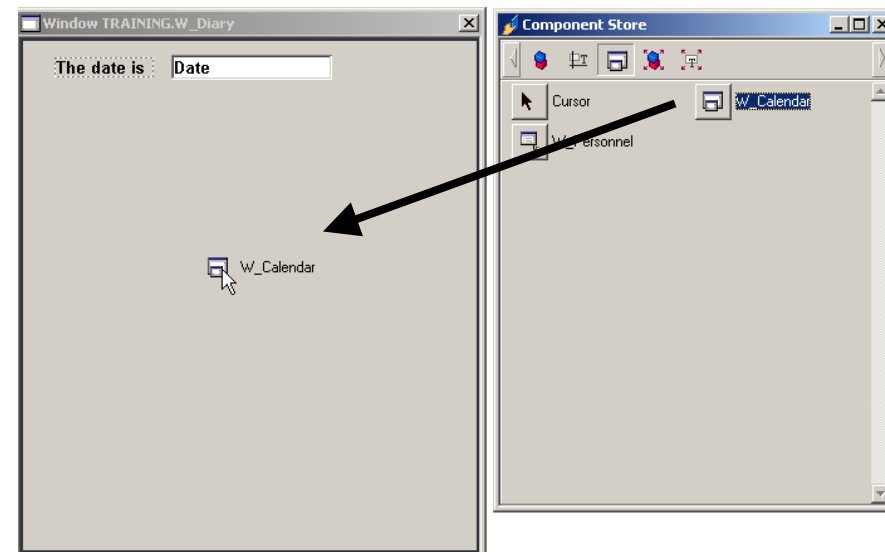 Window TRAINING.W_Diary
The date is Date
W_Calendar
Component Store
Cursor W_Calendar
W_Personnel